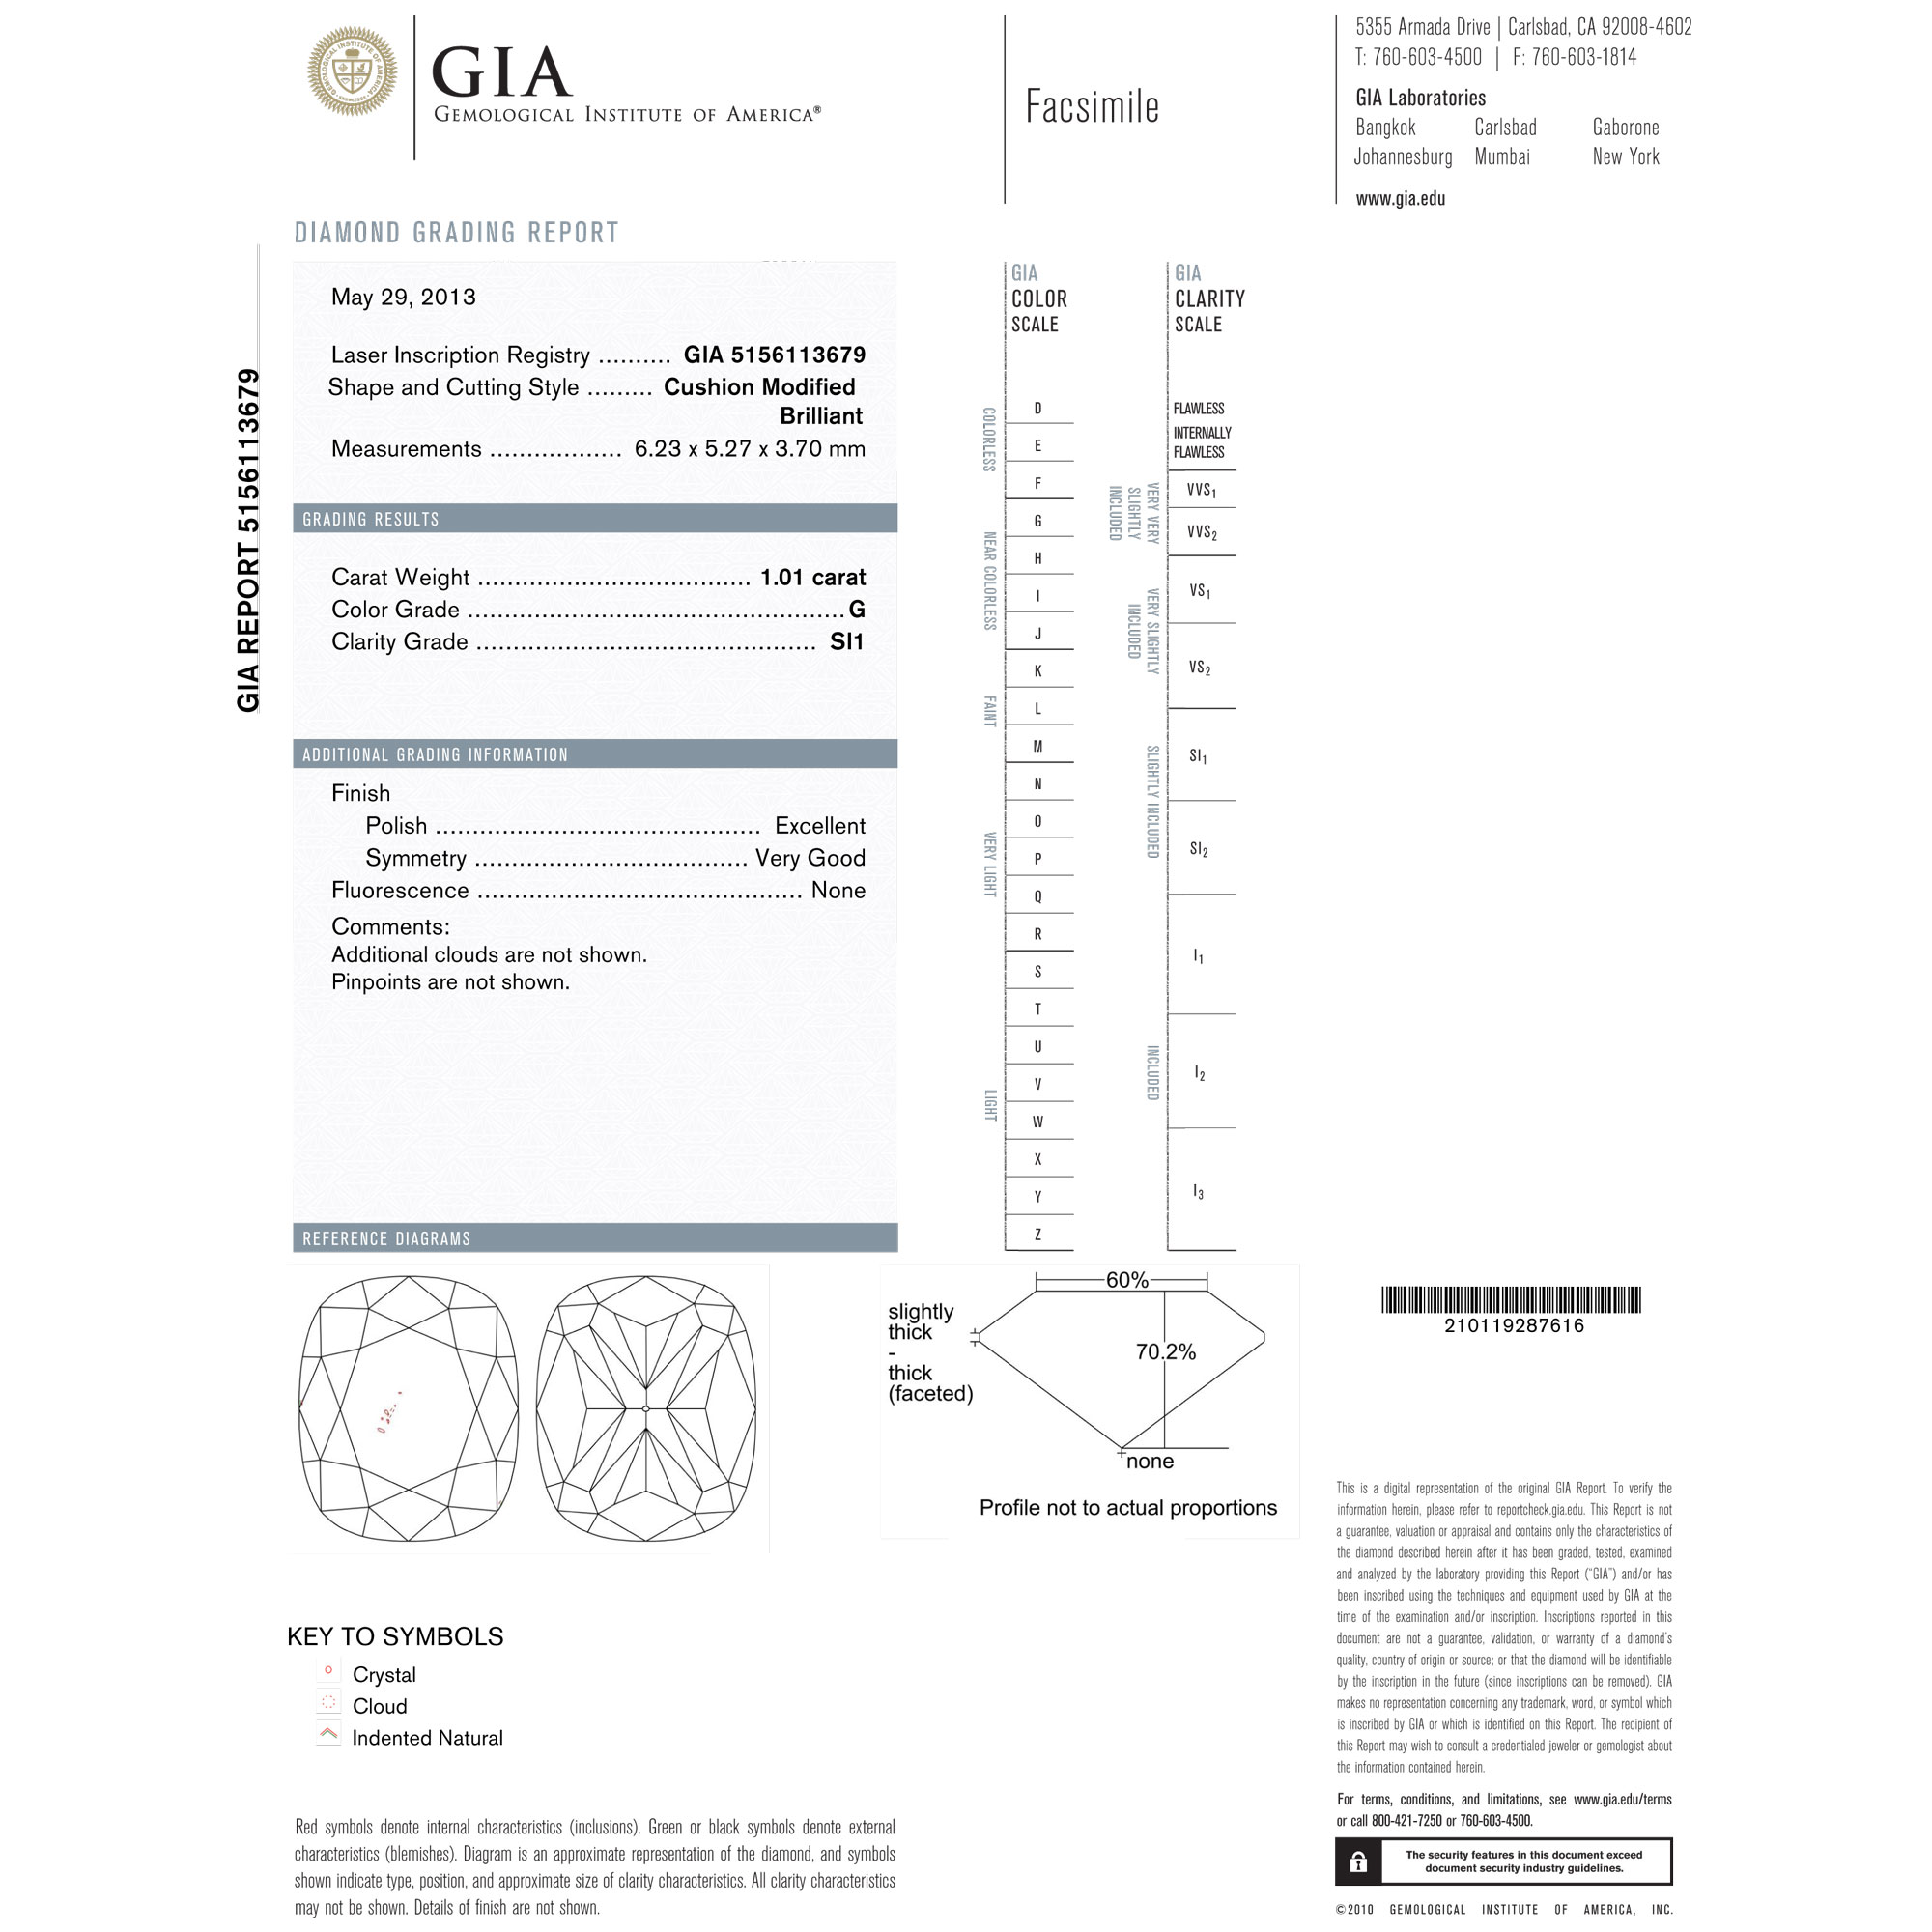 GIA
GEMOLOGICAL INSTITUTE OF AMERICA®
Facsimile
5355 Armada Drive | Carlsbad, CA 92008-4602
T: 760-603-4500 | F: 760-603-1814
GIA Laboratories
Bangkok Carlsbad Gaborone
Johannesburg Mumbai New York
www.gia.edu
DIAMOND GRADING REPORT
GIA REPORT 5156113679
May 29, 2013
Laser Inscription Registry .......... GIA 5156113679
Shape and Cutting Style ......... Cushion Modified
Brilliant
Measurements .................. 6.23 x 5.27 x 3.70 mm
GRADING RESULTS
Carat Weight ..................................... 1.01 carat
Color Grade ................................................... G
Clarity Grade .............................................. SI1
ADDITIONAL GRADING INFORMATION
Finish
Polish ............................................ Excellent
Symmetry ..................................... Very Good
Fluorescence ............................................ None
Comments:
Additional clouds are not shown.
Pinpoints are not shown.
REFERENCE DIAGRAMS
GIA
COLOR
SCALE
COLORLESS
D
E
F
NEAR COLORLESS
G
H
I
J
FAINT
K
L
M
VERY LIGHT
N
O
P
Q
R
LIGHT
S
T
U
V
W
X
Y
Z
GIA
CLARITY
SCALE
FLAWLESS
INTERNALLY
FLAWLESS
VERY VERY
SLIGHTLY
INCLUDED
VVS1
VVS2
VERY SLIGHTLY
INCLUDED
VS1
VS2
SLIGHTLY INCLUDED
SI1
SI2
INCLUDED
I1
I2
I3
60%
slightly
thick
-
thick
(faceted)
70.2%
none
Profile not to actual proportions
210119287616
KEY TO SYMBOLS
Crystal
Cloud
Indented Natural
Red symbols denote internal characteristics (inclusions). Green or black symbols denote external
characteristics (blemishes). Diagram is an approximate representation of the diamond, and symbols
shown indicate type, position, and approximate size of clarity characteristics. All clarity characteristics
may not be shown. Details of finish are not shown.
This is a digital representation of the original GIA Report. To verify the
information herein, please refer to reportcheck.gia.edu. This Report is not
a guarantee, valuation or appraisal and contains only the characteristics of
the diamond described herein after it has been graded, tested, examined
and analyzed by the laboratory providing this Report (“GIA”) and/or has
been inscribed using the techniques and equipment used by GIA at the
time of the examination and/or inscription. Inscriptions reported in this
document are not a guarantee, validation, or warranty of a diamond's
quality, country of origin or source; or that the diamond will be identifiable
by the inscription in the future (since inscriptions can be removed). GIA
makes no representation concerning any trademark, word, or symbol which
is inscribed by GIA or which is identified on this Report. The recipient of
this Report may wish to consult a credentialed jeweler or gemologist about
the information contained herein.
For terms, conditions, and limitations, see www.gia.edu/terms
or call 800-421-7250 or 760-603-4500.
The security features in this document exceed
document security industry guidelines.
©2010 GEMOLOGICAL INSTITUTE OF AMERICA, INC.